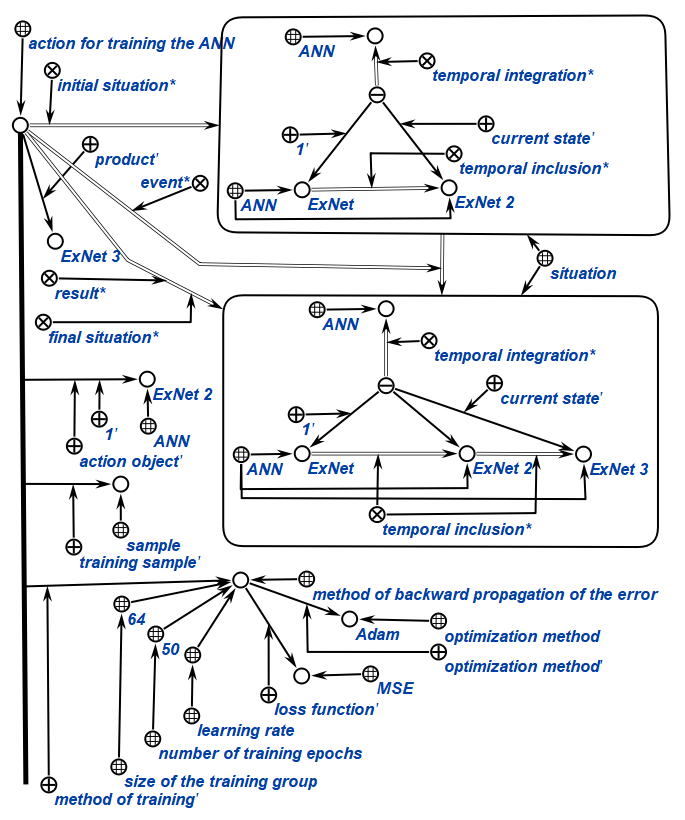 action for training the ANN
ANN
initial situation*
temporal integration*
product'
1'
current state'
event*
temporal inclusion*
ANN
ExNet
ExNet 2
ExNet 3
situation
result*
final situation*
ANN
temporal integration*
ExNet 2
current state'
1'
1'
ANN
action object'
ANN
ExNet
ExNet 2
ExNet 3
temporal inclusion*
sample
training sample'
method of backward propagation of the error
64
50
Adam
optimization method
optimization method'
MSE
loss function'
learning rate
number of training epochs
size of the training group
method of training'